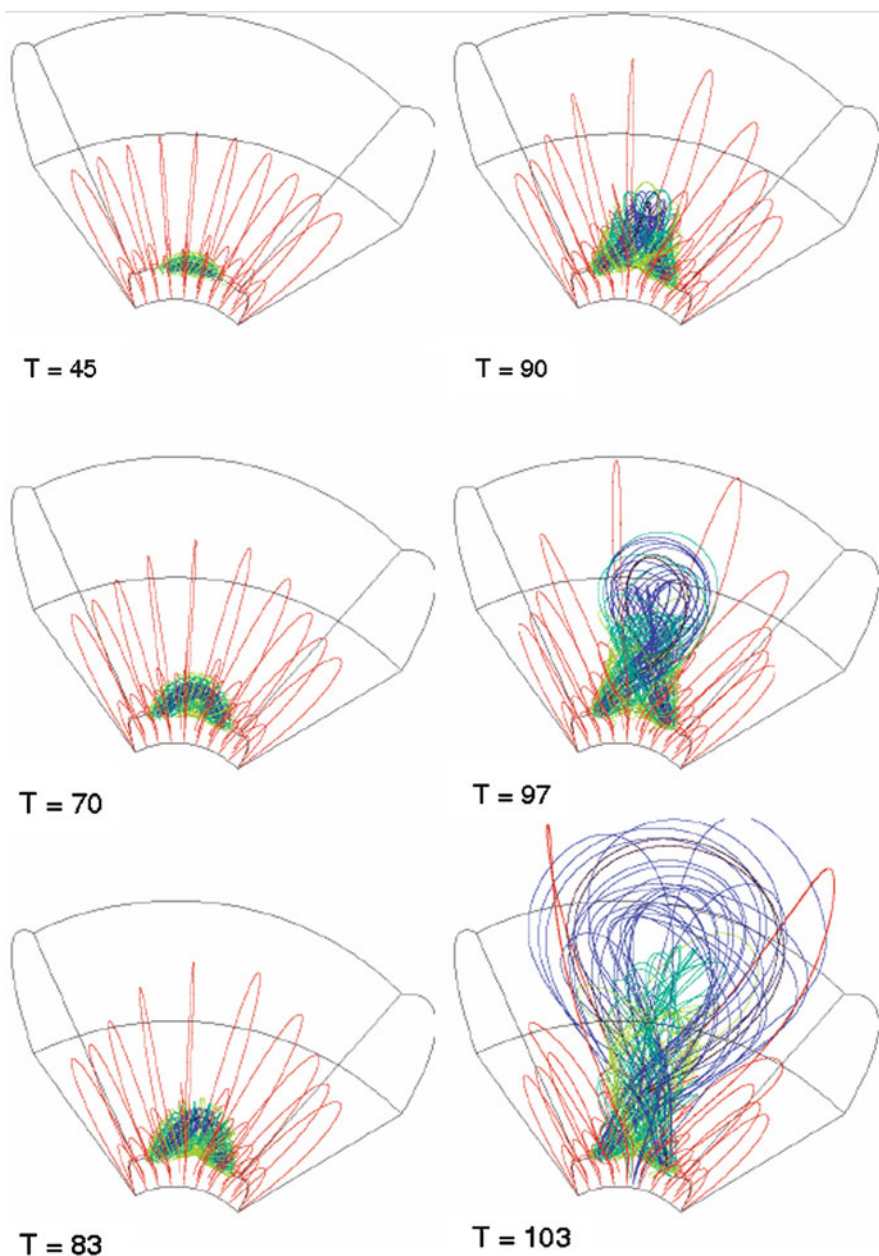 T = 45
T = 90
T = 70
T = 97
T = 83
T = 103